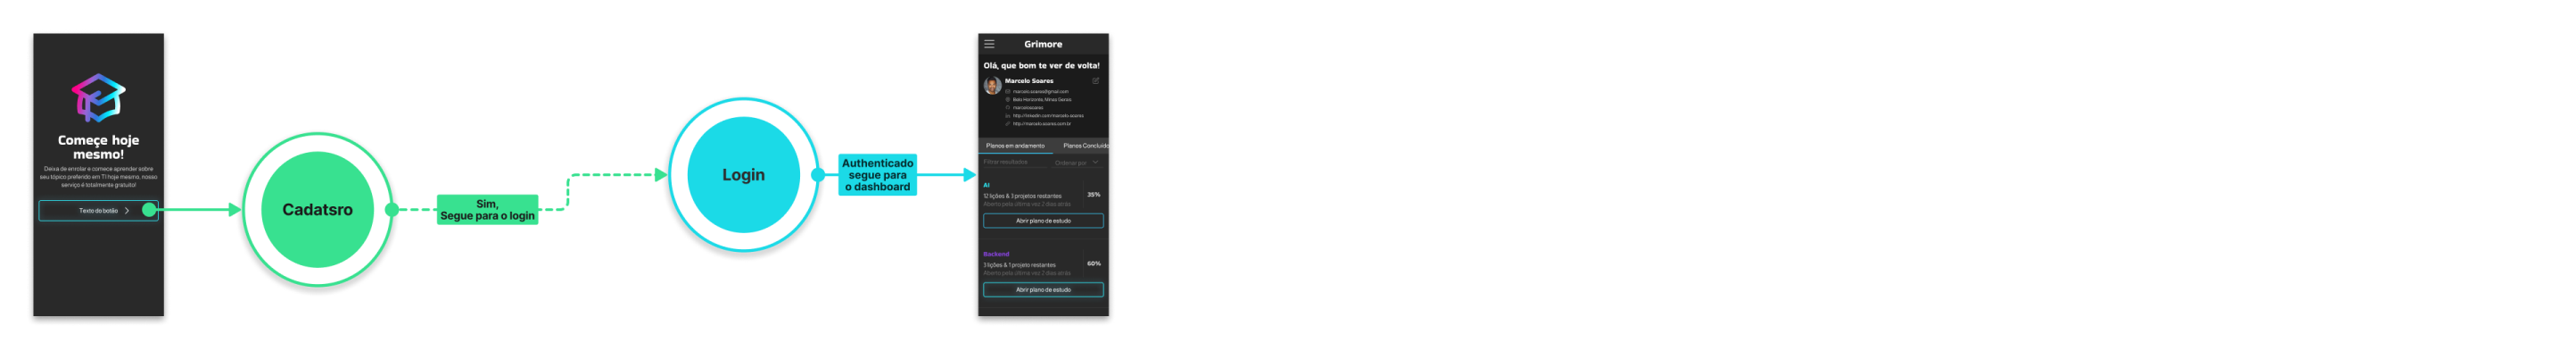 Começe hoje
mesmo!
Deixa de enrolar e comece aprender sobre
seu tópico preferido em TI hoje mesmo, nosso
serviço é totalmente gratuito!
Texto do botão
Cadatsro
Sim,
Segue para o login
Login
Authenticado
segue para
o dashboard
Grimore
Olá, que bom te ver de volta!
Marcelo Soares
marcelo.soares@gmail.com
Belo Horizonte, Minas Gerais
marcelosoares
http://linkedin.com/marcelo.soares
http://marcelo.soares.com.br
Planos em andamento
Planos Concluído
Filtrar resultados
Ordenar por
AI
12 lições & 3 projetos restantes
Aberto pela última vez 2 dias atrás
35%
Abrir plano de estudo
Backend
3 lições & 1 projeto restantes
Aberto pela última vez 2 dias atrás
60%
Abrir plano de estudo